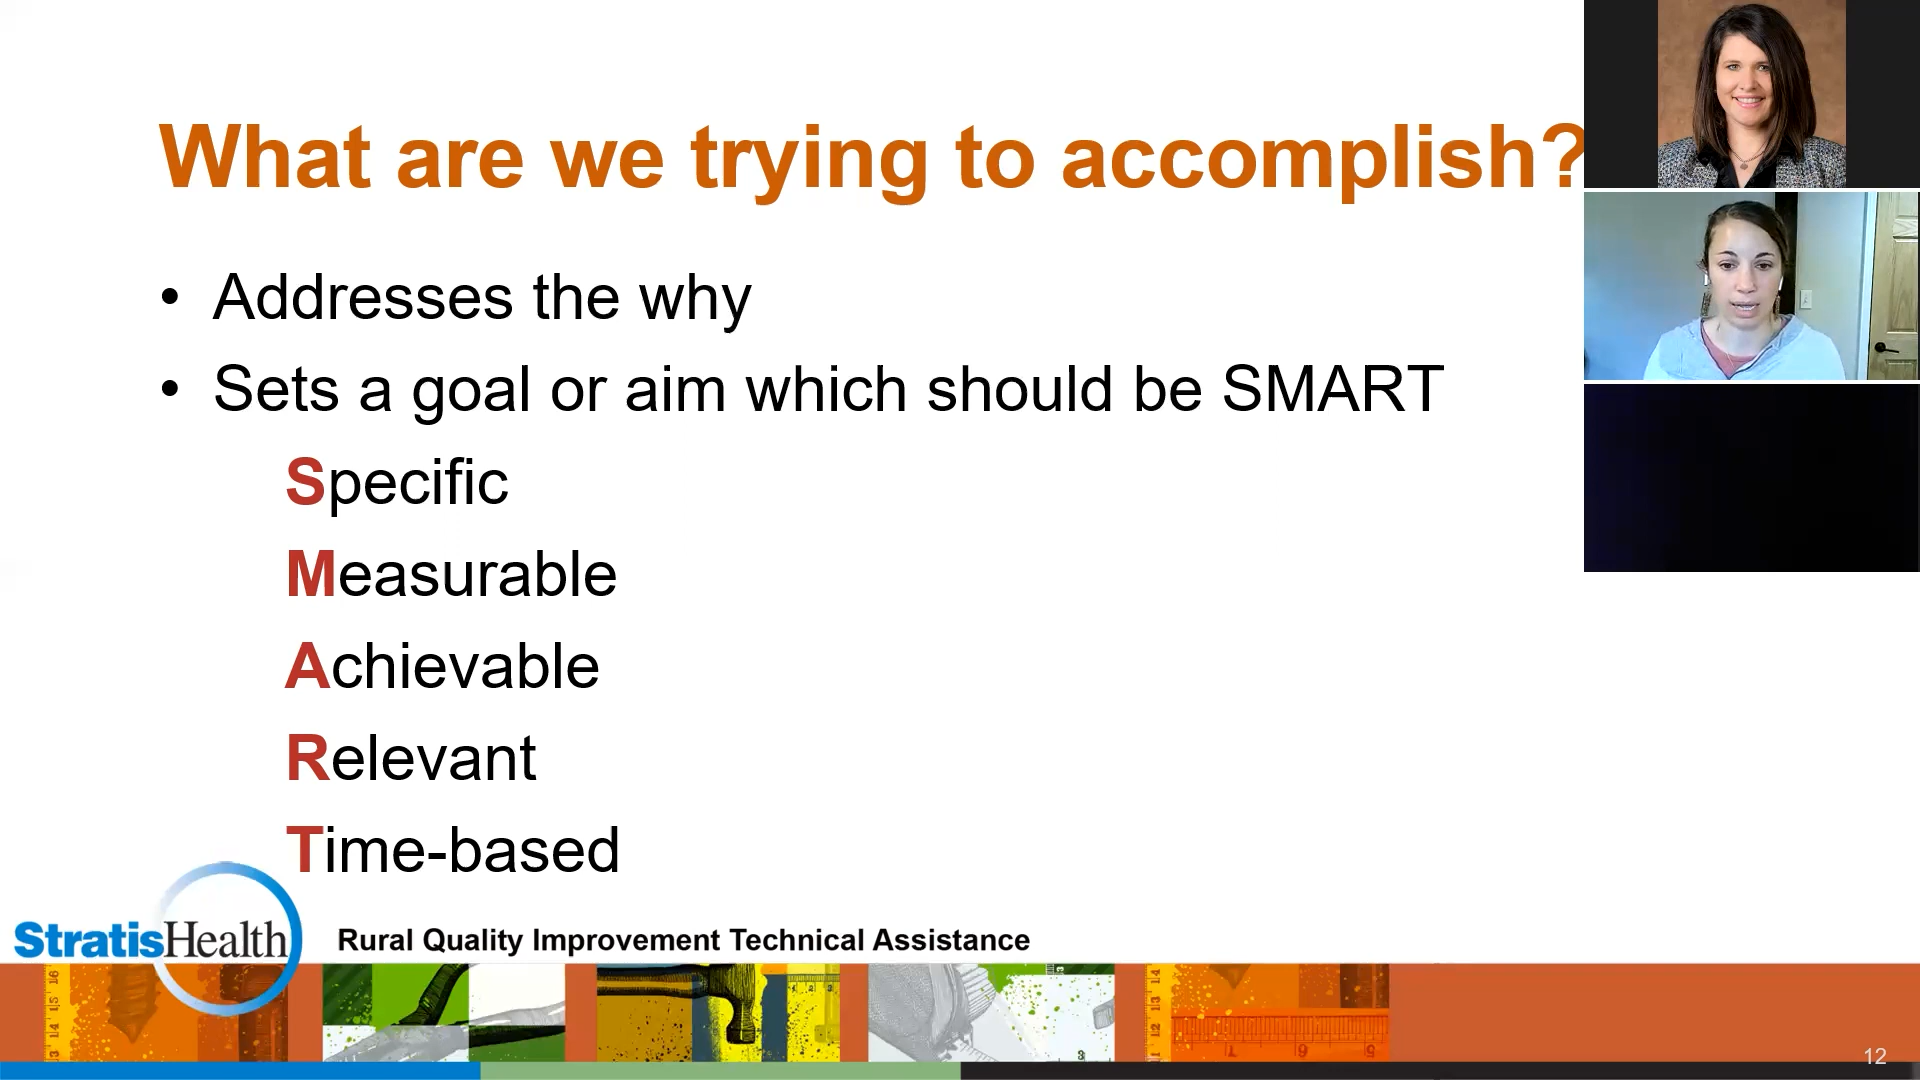 What are we trying to accomplish?
• Addresses the why
• Sets a goal or aim which should be SMART
Specific
Measurable
Achievable
Relevant
Time-based
StratisHealth
Rural Quality Improvement Technical Assistance
12